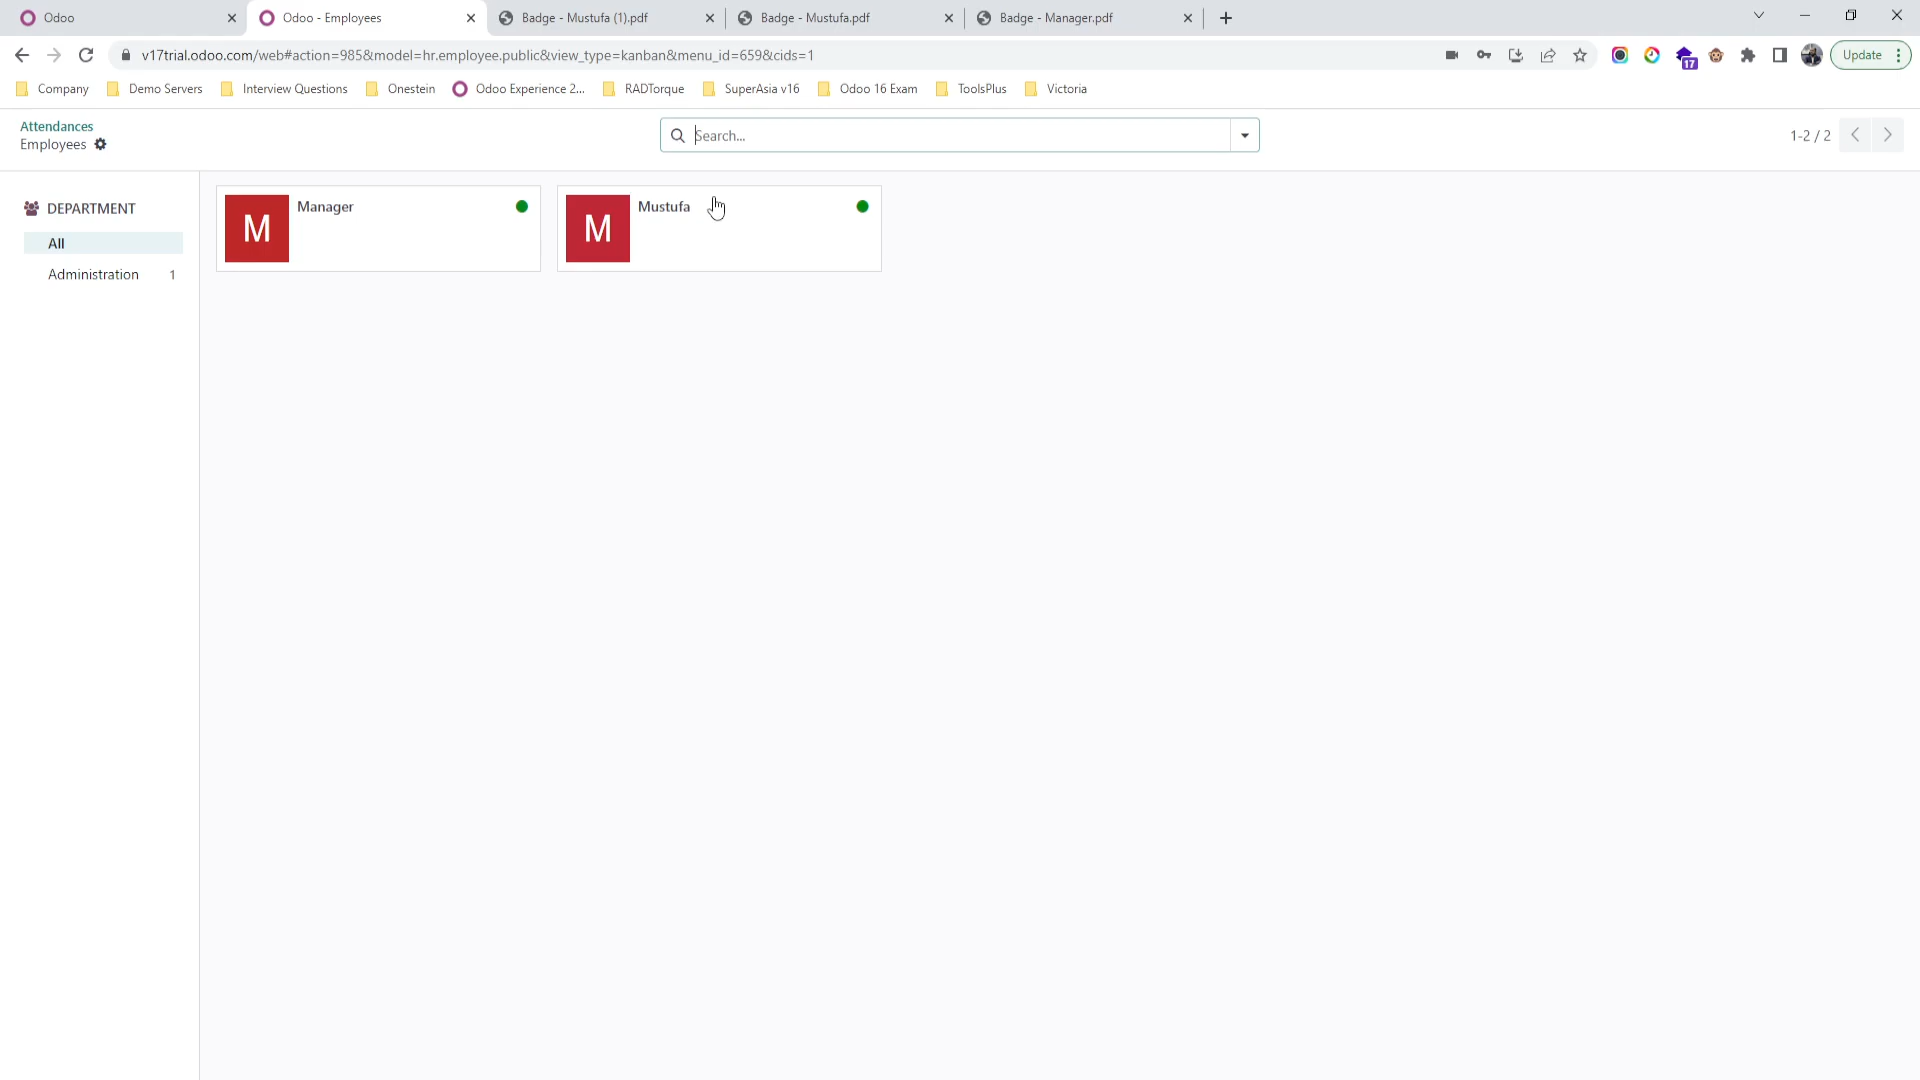 Odoo
Odoo - Employees
Badge - Mustufa (1).pdf
Badge - Mustufa.pdf
Badge - Manager.pdf
v17trial.odoo.com/web#action=985&model=hr.employee.public&view_type=kanban&menu_id=659&cids=1
17
Update
Company
Demo Servers
Interview Questions
Onestein
Odoo Experience 2...
RADTorque
SuperAsia v16
Odoo 16 Exam
ToolsPlus
Victoria
Attendances
Employees
Search...
1-2 / 2
DEPARTMENT
All
Administration 1
M
Manager
M
Mustufa